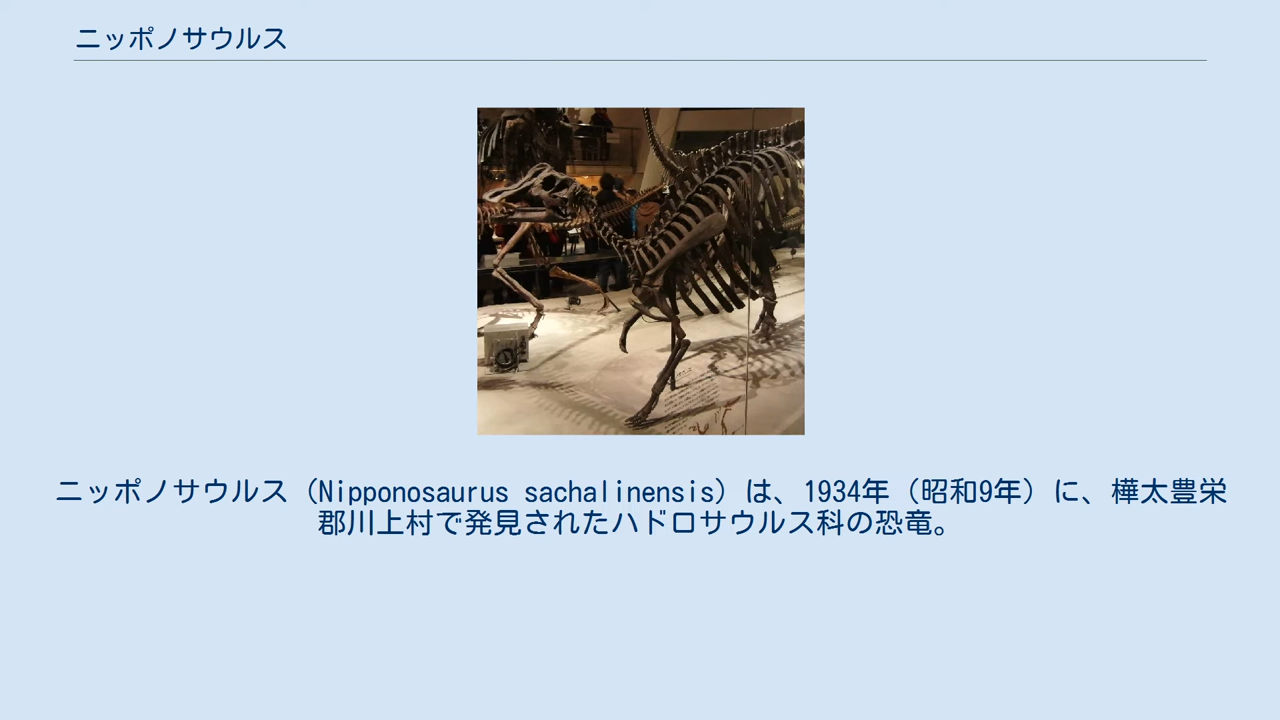 ニッポノサウルス
ニッポノサウルス（Nipponosaurus sachalinensis）は、1934年（昭和9年）に、樺太豊栄
郡川上村で発見されたハドロサウルス科の恐竜。